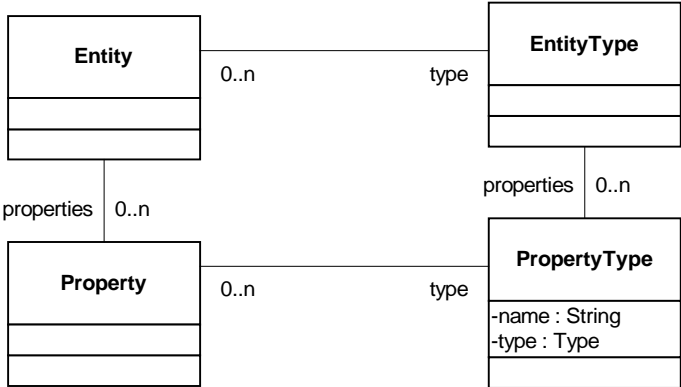 Entity
EntityType
0..n
type
properties
0..n
properties
0..n
Property
PropertyType
0..n
type
-name : String
-type : Type